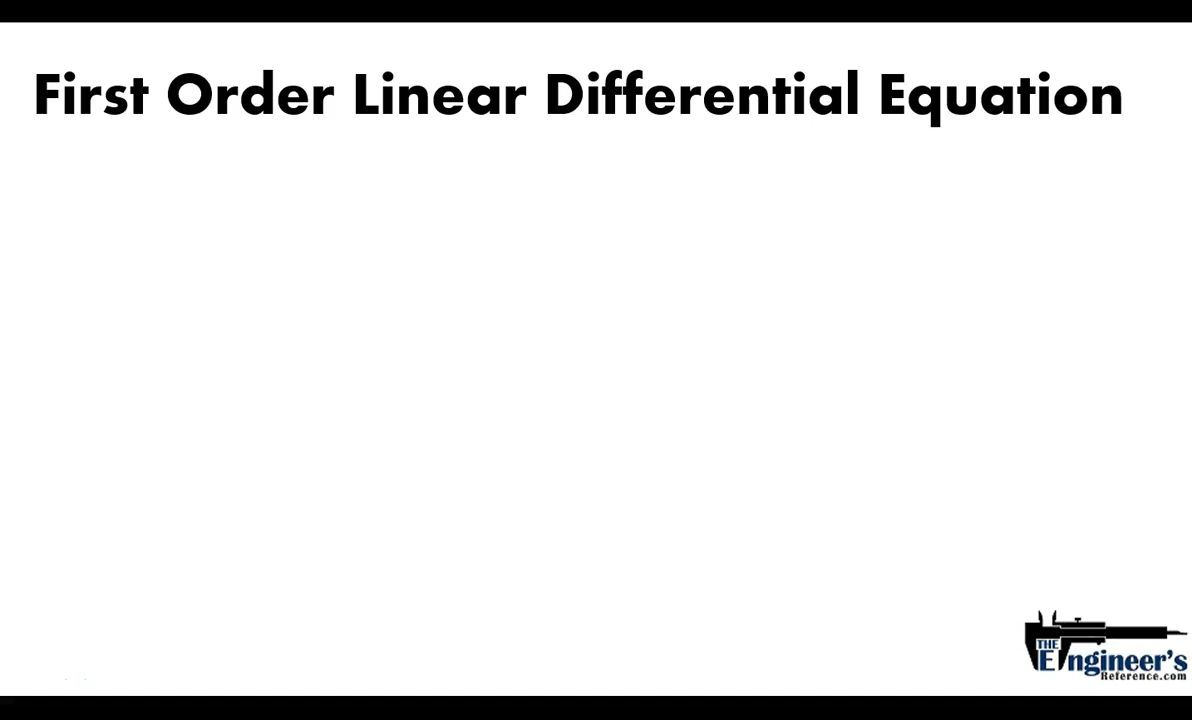 First Order Linear Differential Equation
THE
Engineer's
Reference.com